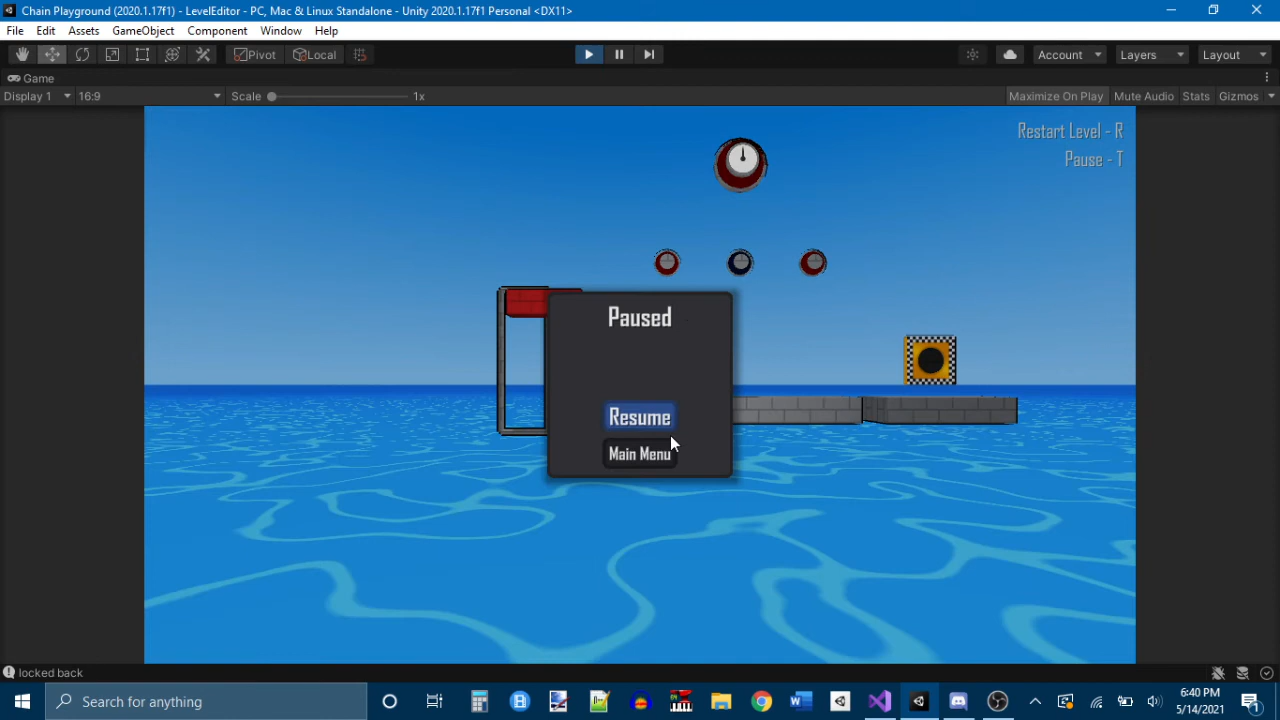 Chain Playground (2020.1.17f1) - LevelEditor - PC, Mac & Linux Standalone - Unity 2020.1.17f1 Personal <DX11>
File Edit Assets GameObject Component Window Help
Pivot Local Account Layers Layout
Game
Display 1 16:9 Scale 1x Maximize On Play Mute Audio Stats Gizmos
Restart Level - R
Pause - T
Paused
Resume
Main Menu
locked back
Search for anything
6:40 PM
5/14/2021